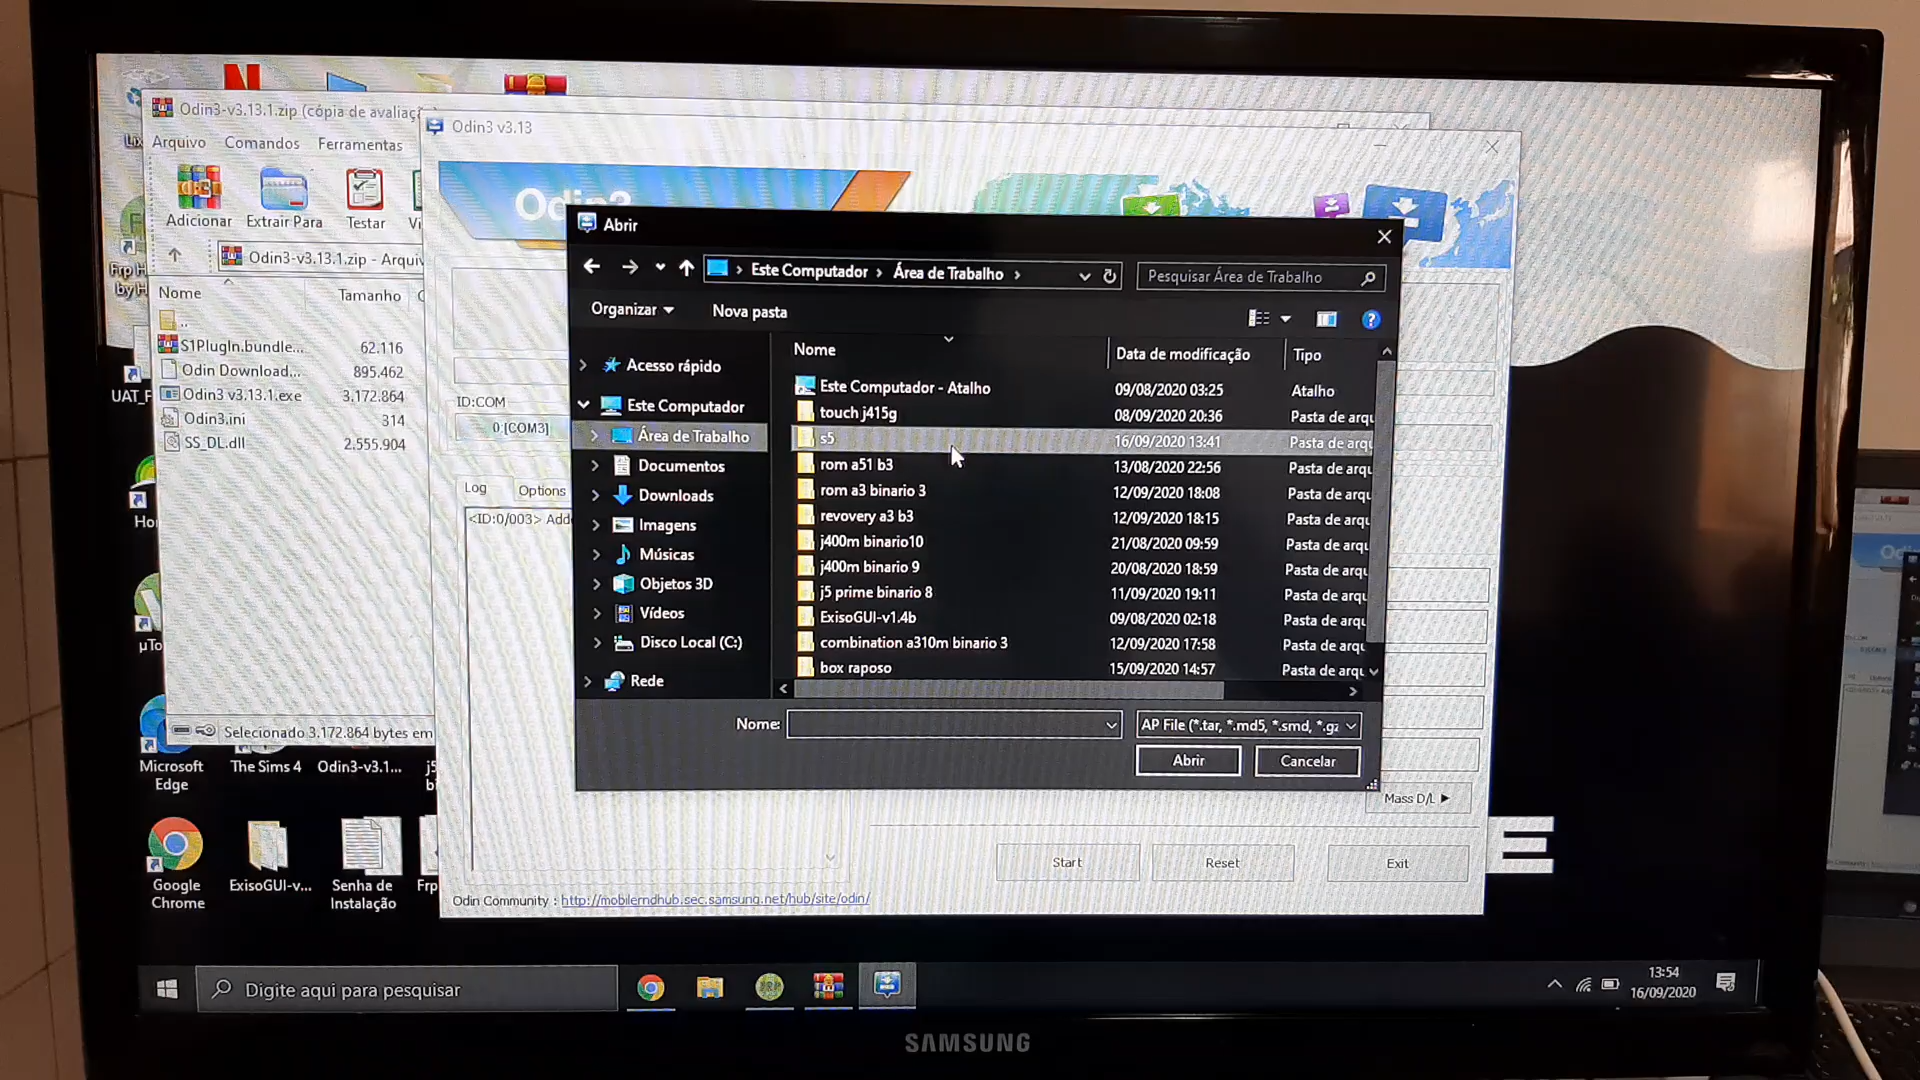 Odin3-v3.13.1.zip (cópia de avaliaç
Arquivo Comandos Ferramentas
Adicionar Extrair Para Testar
Odin3-v3.13.1.zip - Arquiv
Nome Tamanho
..
S1PlugIn.bundle... 62.116
Odin Download... 895.462
Odin3 v3.13.1.exe 3.172.864
Odin3.ini 314
SS_DL.dll 2.555.904
Selecionado 3.172.864 bytes em
Odin3 v3.13
ID:COM
0:[COM3]
Log Options
<ID:0/003> Adde
Mass D/L
Start Reset Exit
Odin Community : http://mobilerndhub.sec.samsung.net/hub/site/odin/
Abrir
Este Computador > Área de Trabalho >
Pesquisar Área de Trabalho
Organizar Nova pasta
Acesso rápido
Este Computador
Área de Trabalho
Documentos
Downloads
Imagens
Músicas
Objetos 3D
Vídeos
Disco Local (C:)
Rede
Nome Data de modificação Tipo
Este Computador - Atalho 09/08/2020 03:25 Atalho
touch j415g 08/09/2020 20:36 Pasta de arqu
s5 16/09/2020 13:41 Pasta de arqu
rom a51 b3 13/08/2020 22:56 Pasta de arqu
rom a3 binario 3 12/09/2020 18:08 Pasta de arqu
revovery a3 b3 12/09/2020 18:15 Pasta de arqu
j400m binario10 21/08/2020 09:59 Pasta de arqu
j400m binario 9 20/08/2020 18:59 Pasta de arqu
j5 prime binario 8 11/09/2020 19:11 Pasta de arqu
ExisoGUI-v1.4b 09/08/2020 02:18 Pasta de arqu
combination a310m binario 3 12/09/2020 17:58 Pasta de arqu
box raposo 15/09/2020 14:57 Pasta de arqu
Nome:
AP File (*.tar, *.md5, *.smd, *.gz
Abrir Cancelar
Microsoft Edge
The Sims 4
Odin3-v3.1...
Google Chrome
ExisoGUI-v...
Senha de Instalação
Frp
E
Digite aqui para pesquisar
13:54
16/09/2020
SAMSUNG